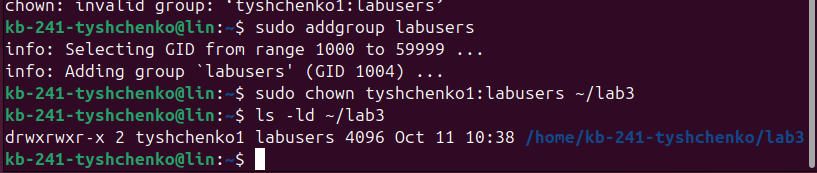 chown: invalid group: ‘tyshchenko1:labusers’
kb-241-tyshchenko@lin:~$ sudo addgroup labusers
info: Selecting GID from range 1000 to 59999 ...
info: Adding group `labusers' (GID 1004) ...
kb-241-tyshchenko@lin:~$ sudo chown tyshchenko1:labusers ~/lab3
kb-241-tyshchenko@lin:~$ ls -ld ~/lab3
drwxrwxr-x 2 tyshchenko1 labusers 4096 Oct 11 10:38 /home/kb-241-tyshchenko/lab3
kb-241-tyshchenko@lin:~$